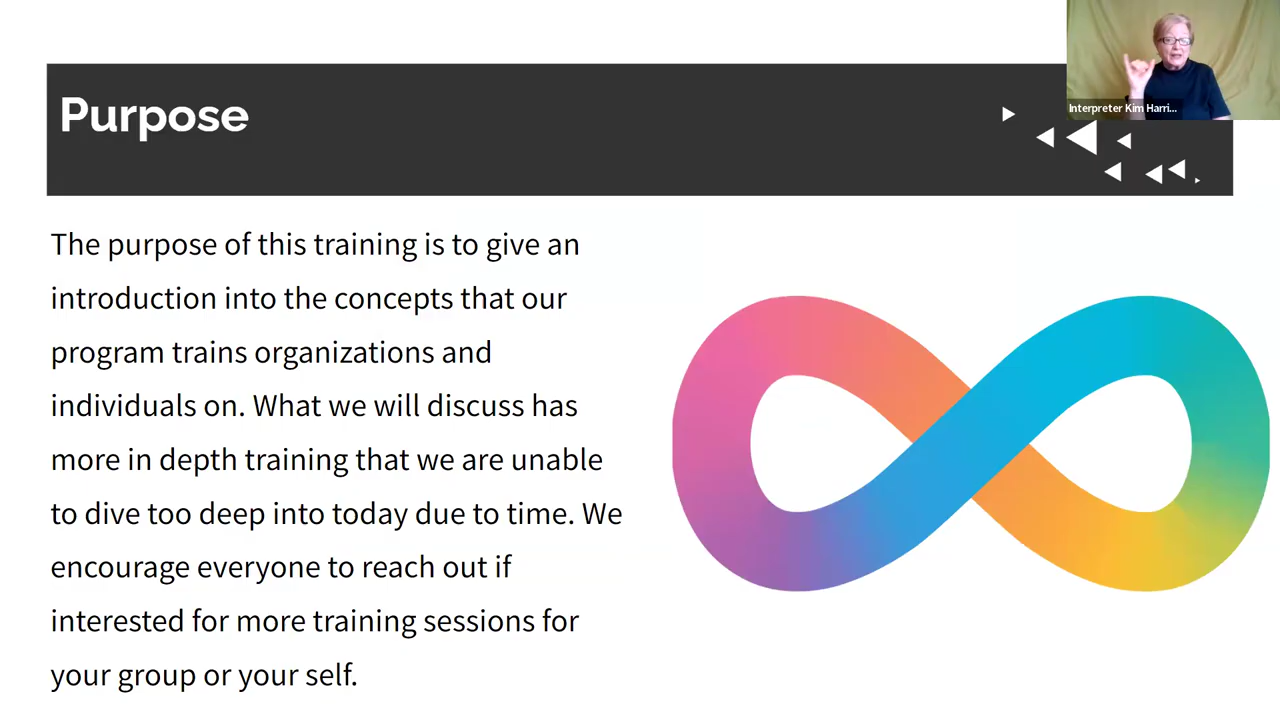 Purpose
Interpreter Kim Harri...
The purpose of this training is to give an
introduction into the concepts that our
program trains organizations and
individuals on. What we will discuss has
more in depth training that we are unable
to dive too deep into today due to time. We
encourage everyone to reach out if
interested for more training sessions for
your group or your self.